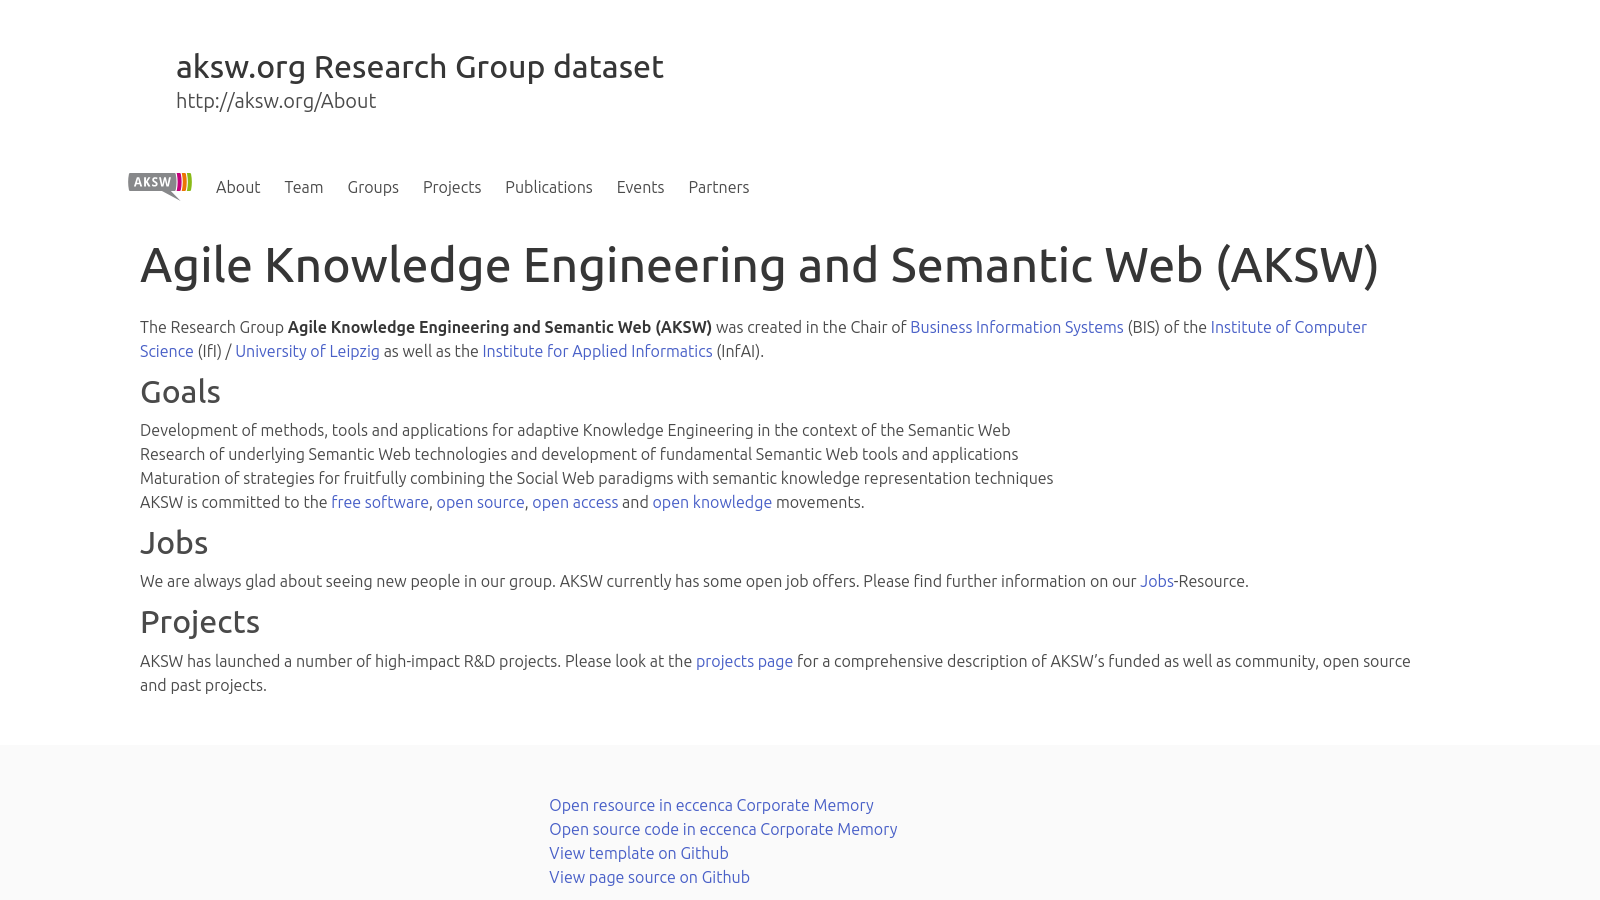 aksw.org Research Group dataset
http://aksw.org/About
AKSW About Team Groups Projects Publications Events Partners
Agile Knowledge Engineering and Semantic Web (AKSW)
The Research Group Agile Knowledge Engineering and Semantic Web (AKSW) was created in the Chair of Business Information Systems (BIS) of the Institute of Computer
Science (IfI) / University of Leipzig as well as the Institute for Applied Informatics (InfAI).
Goals
Development of methods, tools and applications for adaptive Knowledge Engineering in the context of the Semantic Web
Research of underlying Semantic Web technologies and development of fundamental Semantic Web tools and applications
Maturation of strategies for fruitfully combining the Social Web paradigms with semantic knowledge representation techniques
AKSW is committed to the free software, open source, open access and open knowledge movements.
Jobs
We are always glad about seeing new people in our group. AKSW currently has some open job offers. Please find further information on our Jobs-Resource.
Projects
AKSW has launched a number of high-impact R&D projects. Please look at the projects page for a comprehensive description of AKSW’s funded as well as community, open source
and past projects.
Open resource in eccenca Corporate Memory
Open source code in eccenca Corporate Memory
View template on Github
View page source on Github